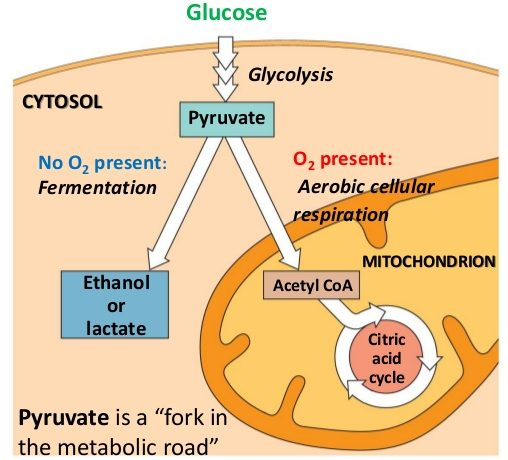 Glucose
Glycolysis
CYTOSOL
Pyruvate
No O₂ present:
Fermentation
O₂ present:
Aerobic cellular
respiration
MITOCHONDRION
Ethanol
or
lactate
Acetyl CoA
Citric
acid
cycle
Pyruvate is a “fork in
the metabolic road”